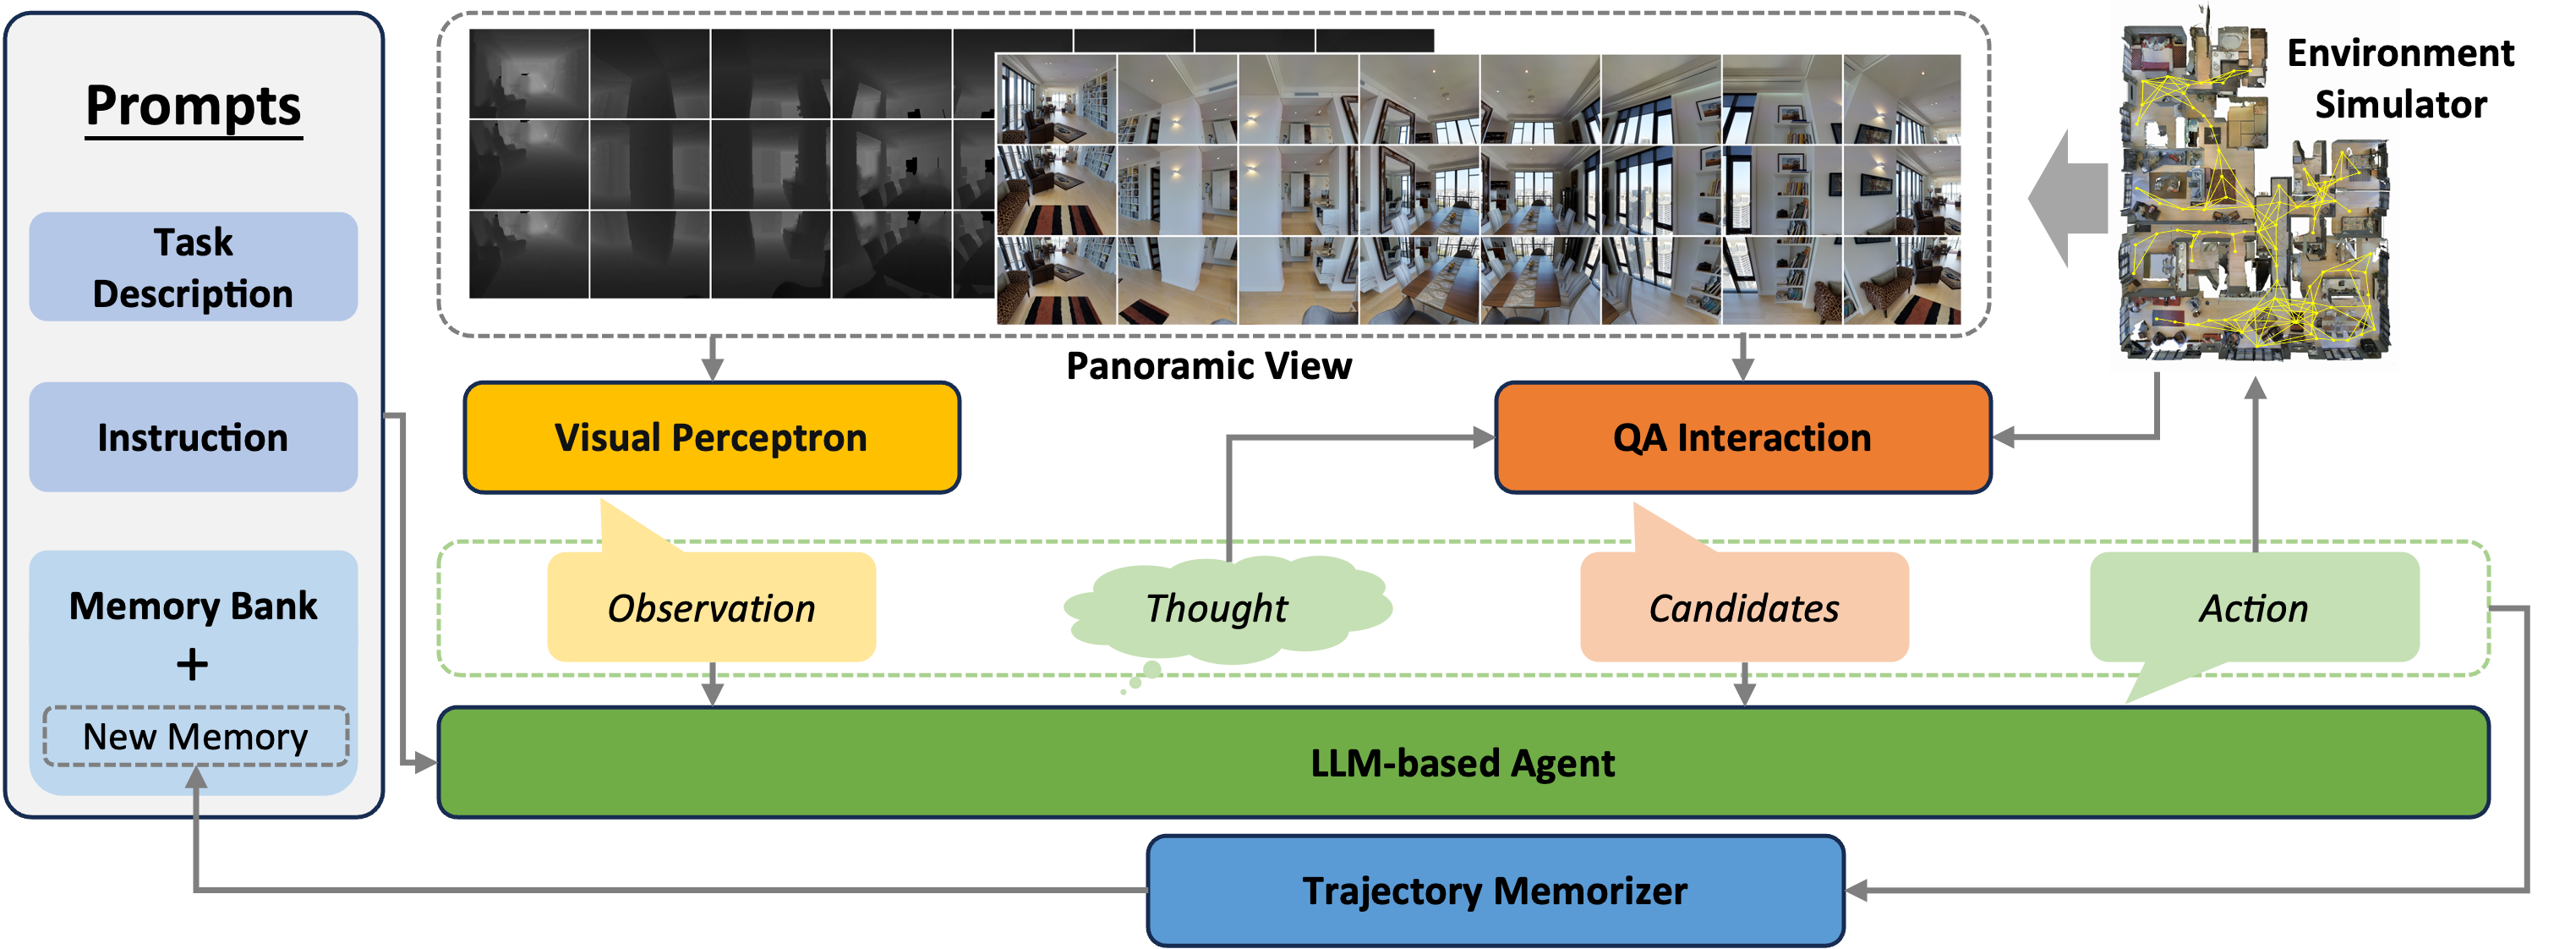 Prompts
Task
Description
Instruction
Memory Bank
+
New Memory
Panoramic View
Environment
Simulator
Visual Perceptron
QA Interaction
Observation
Thought
Candidates
Action
LLM-based Agent
Trajectory Memorizer